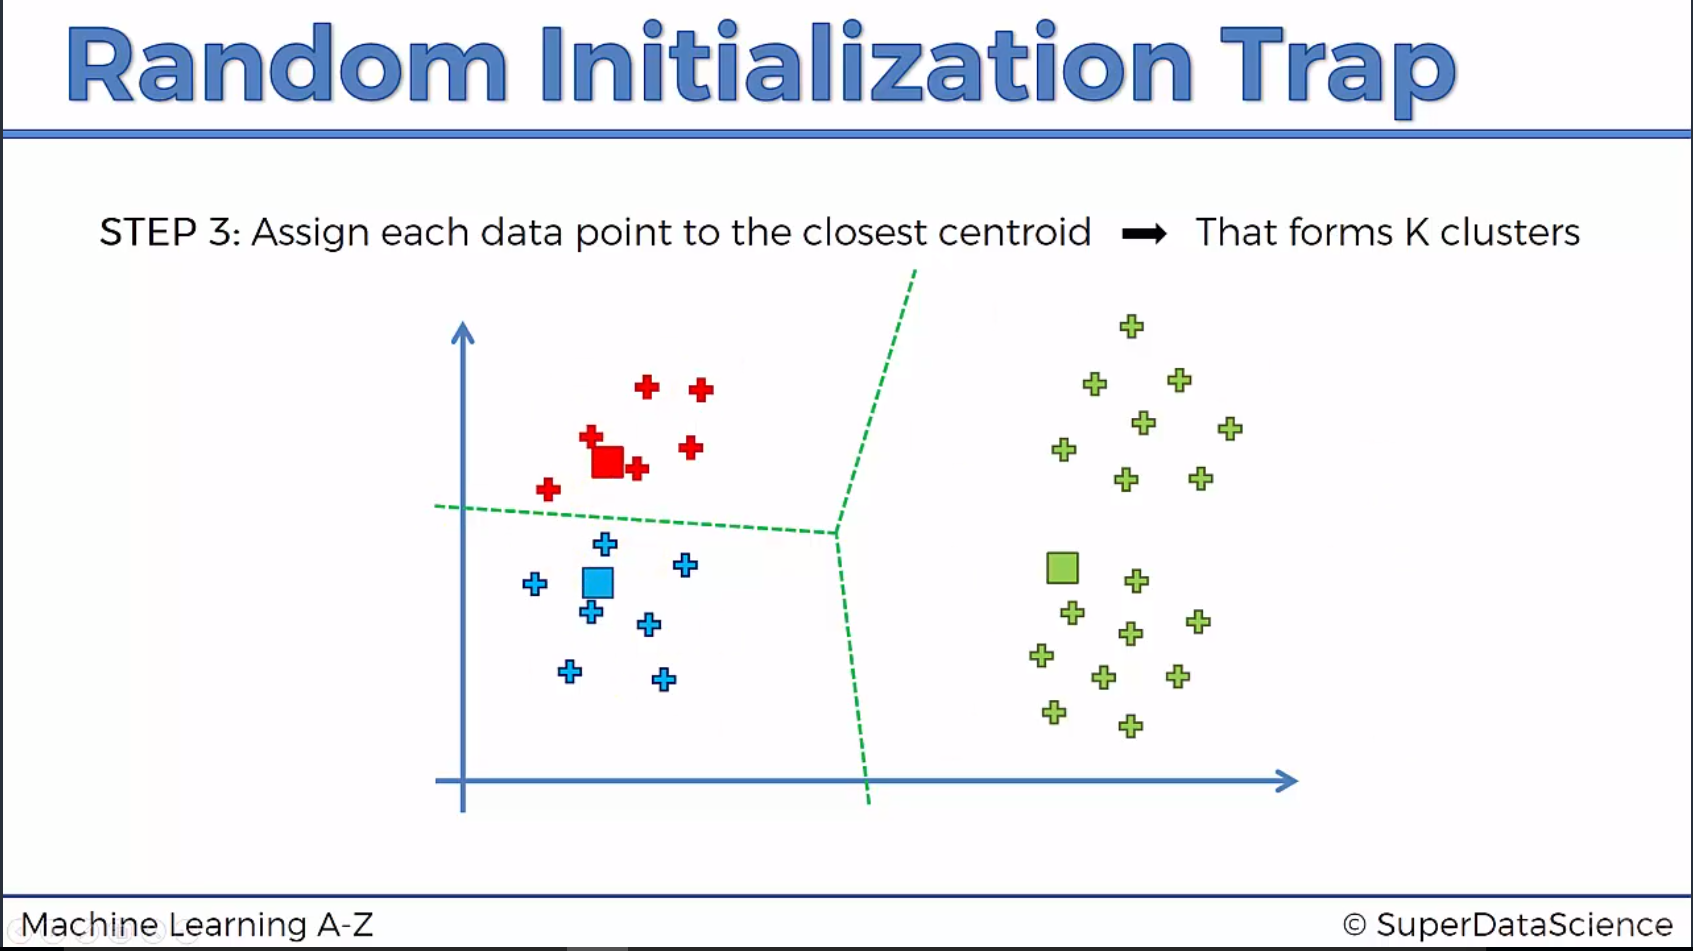 Random Initialization Trap
STEP 3: Assign each data point to the closest centroid ➡ That forms K clusters
Machine Learning A-Z
© SuperDataScience